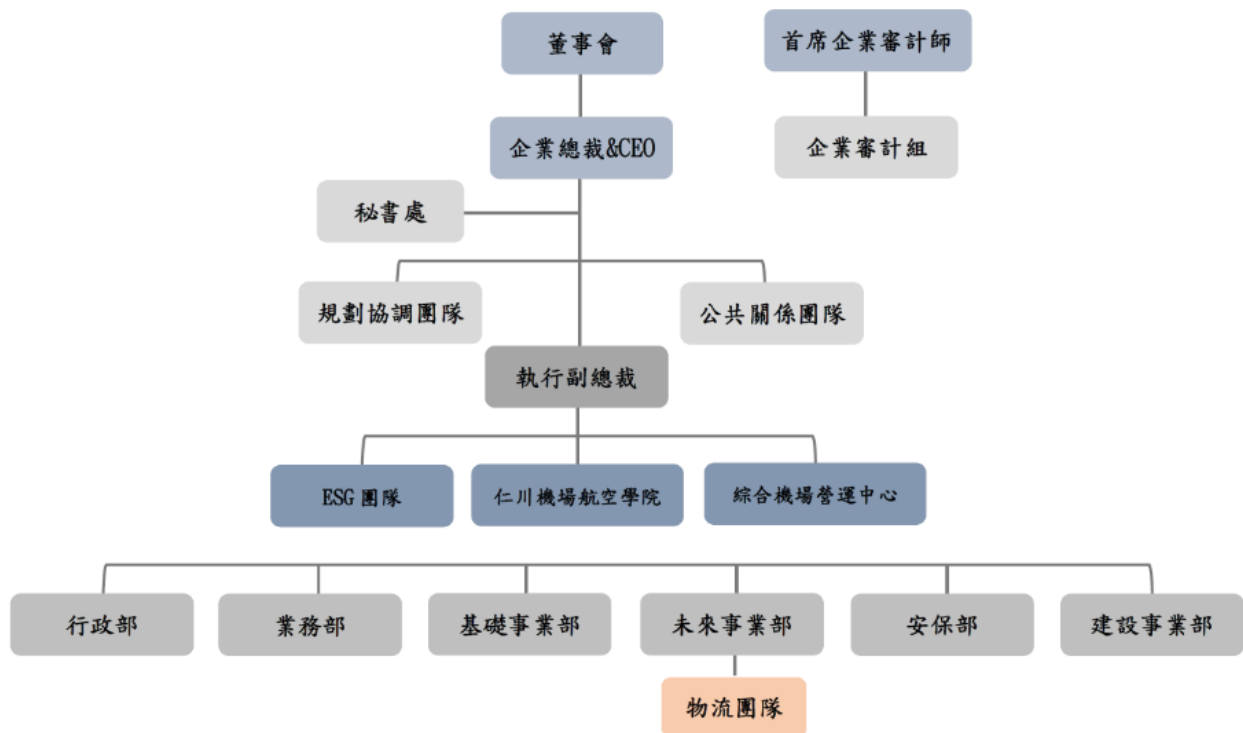 董事會
首席企業審計師
企業總裁&CEO
企業審計組
秘書處
規劃協調團隊
公共關係團隊
執行副總裁
ESG 團隊
仁川機場航空學院
綜合機場營運中心
行政部
業務部
基礎事業部
未來事業部
安保部
建設事業部
物流團隊